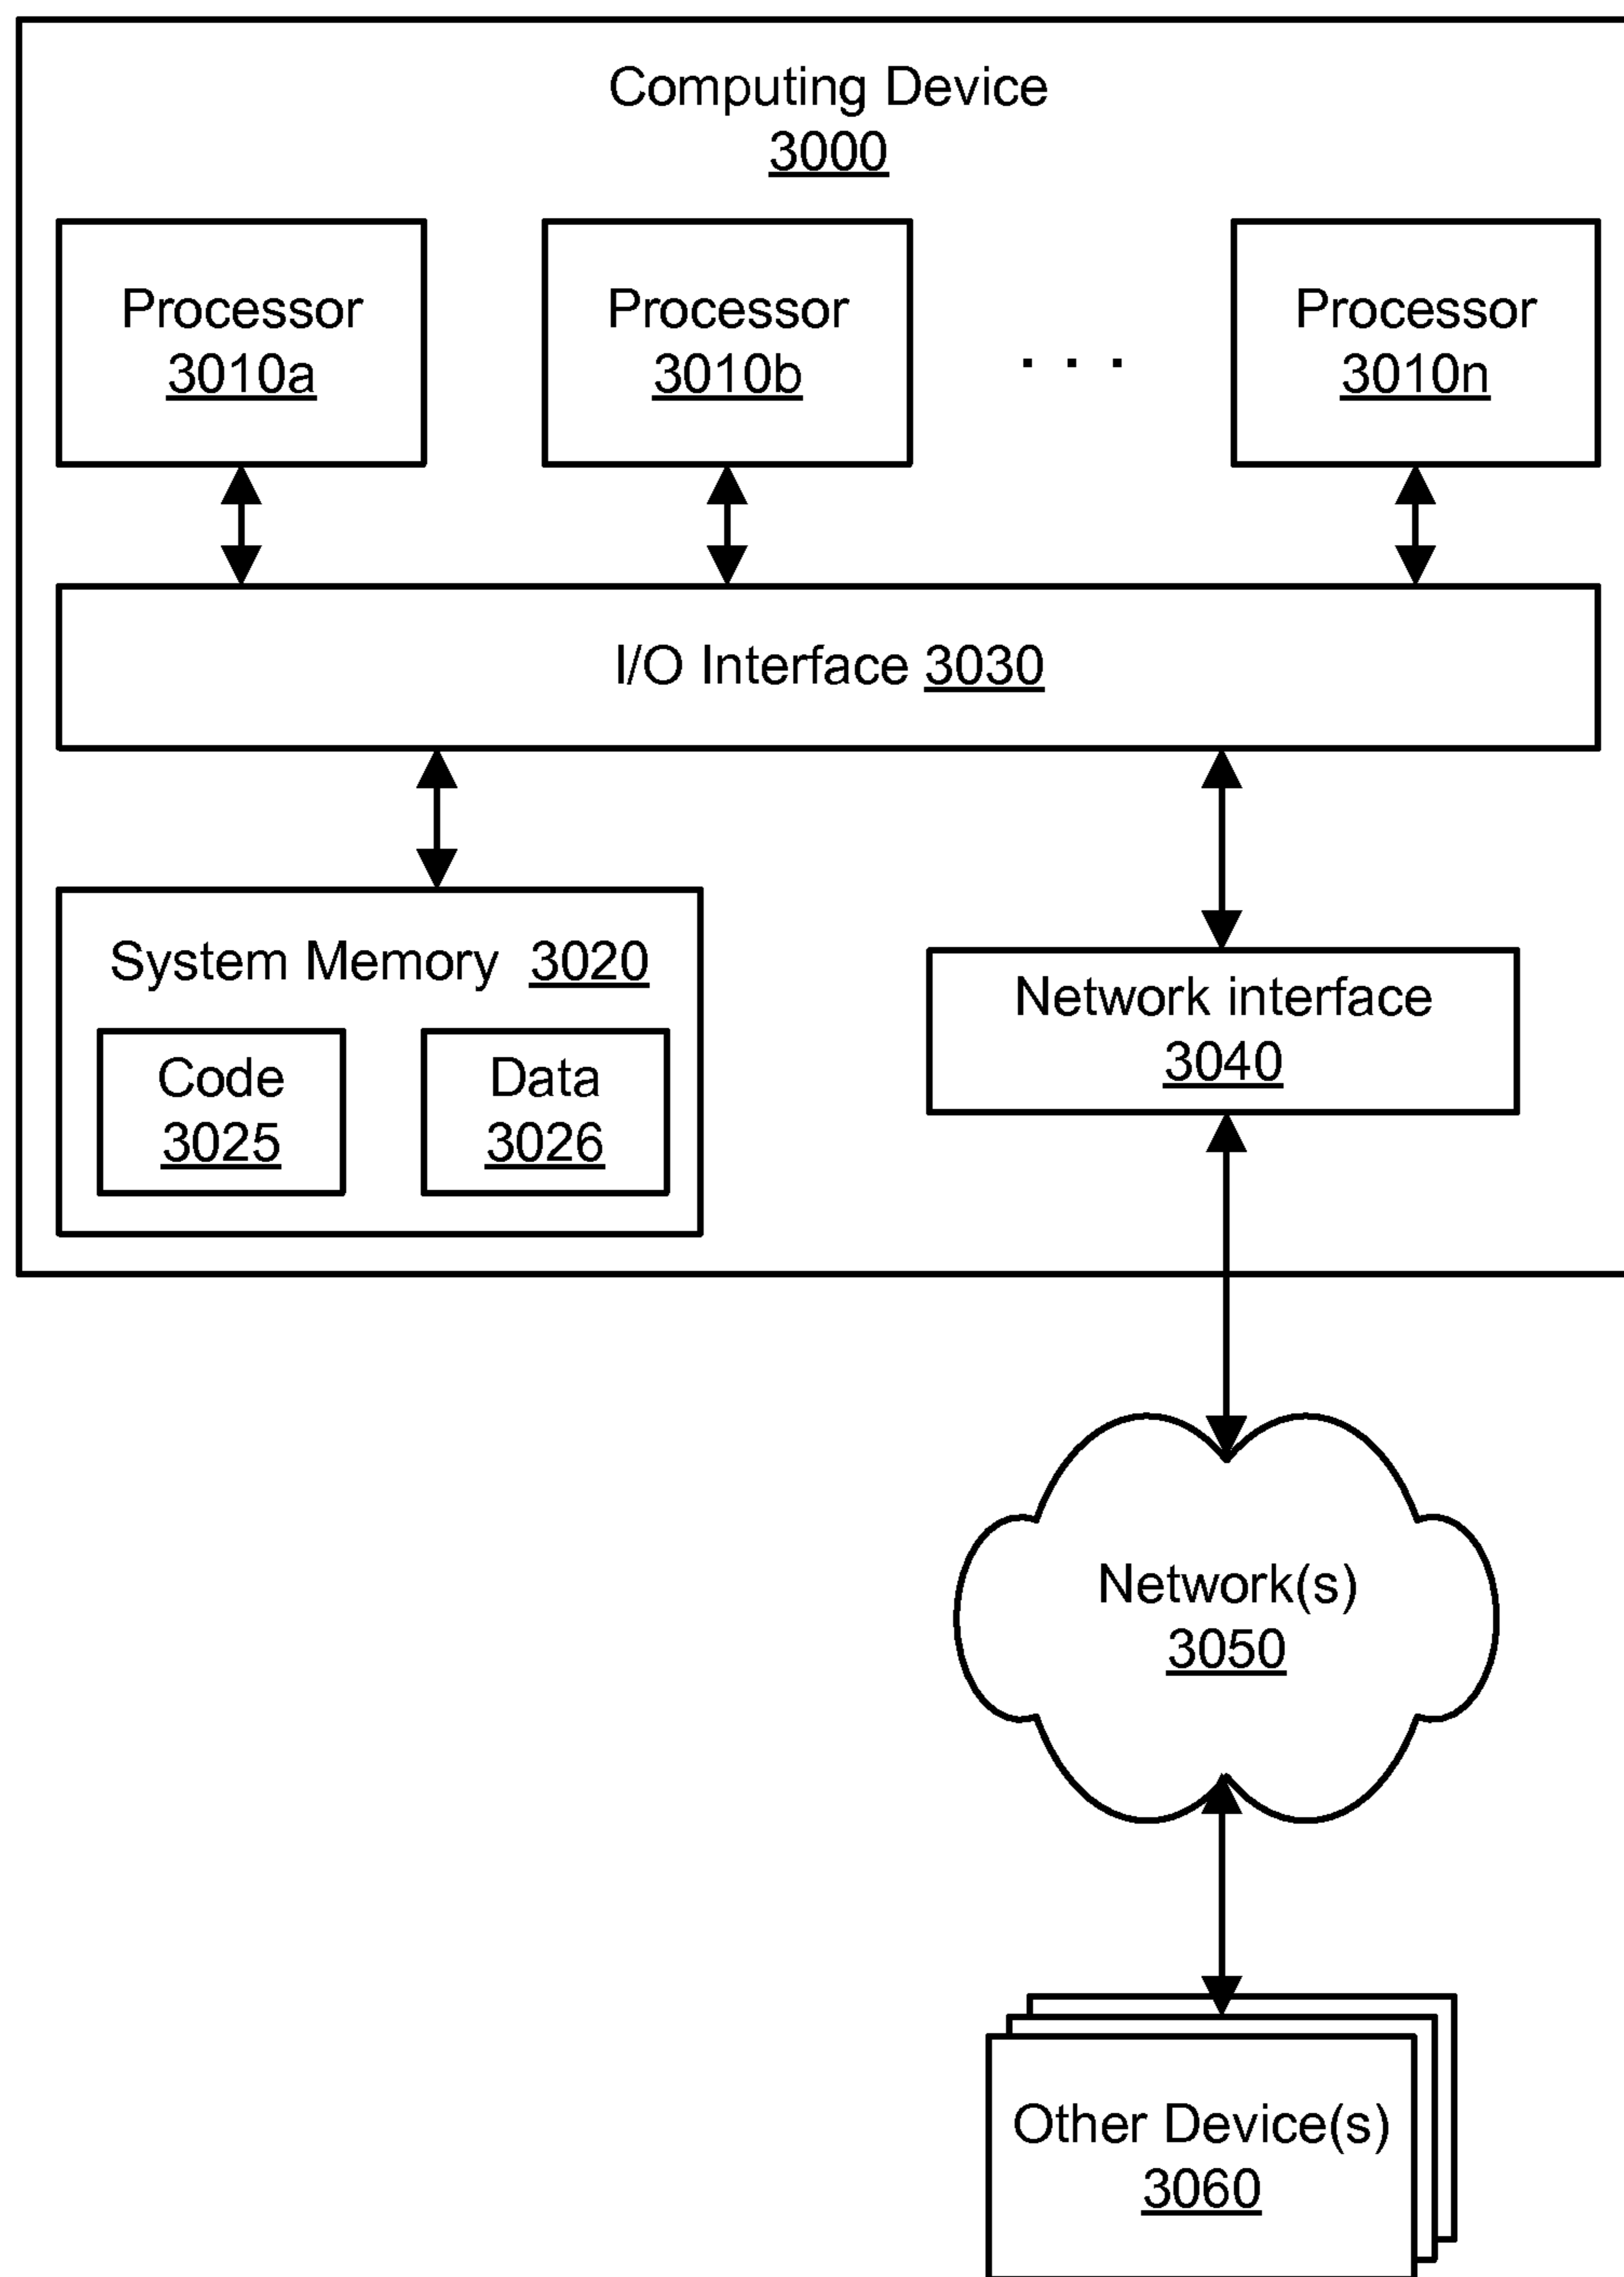 Computing Device
3000
Processor
3010a
Processor
3010b
. . .
Processor
3010n
I/O Interface 3030
System Memory 3020
Code
3025
Data
3026
Network interface
3040
Network(s)
3050
Other Device(s)
3060